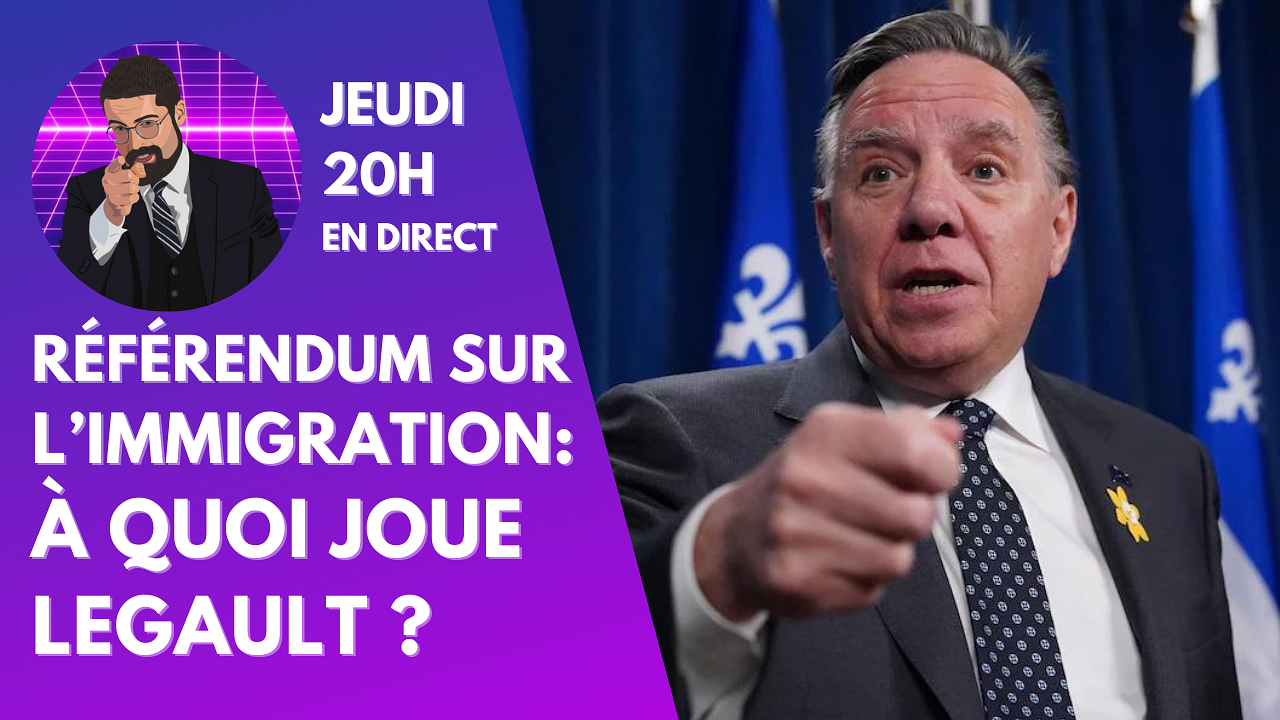 JEUDI
20H
EN DIRECT
RÉFÉRENDUM SUR
L’IMMIGRATION:
À QUOI JOUE
LEGAULT ?